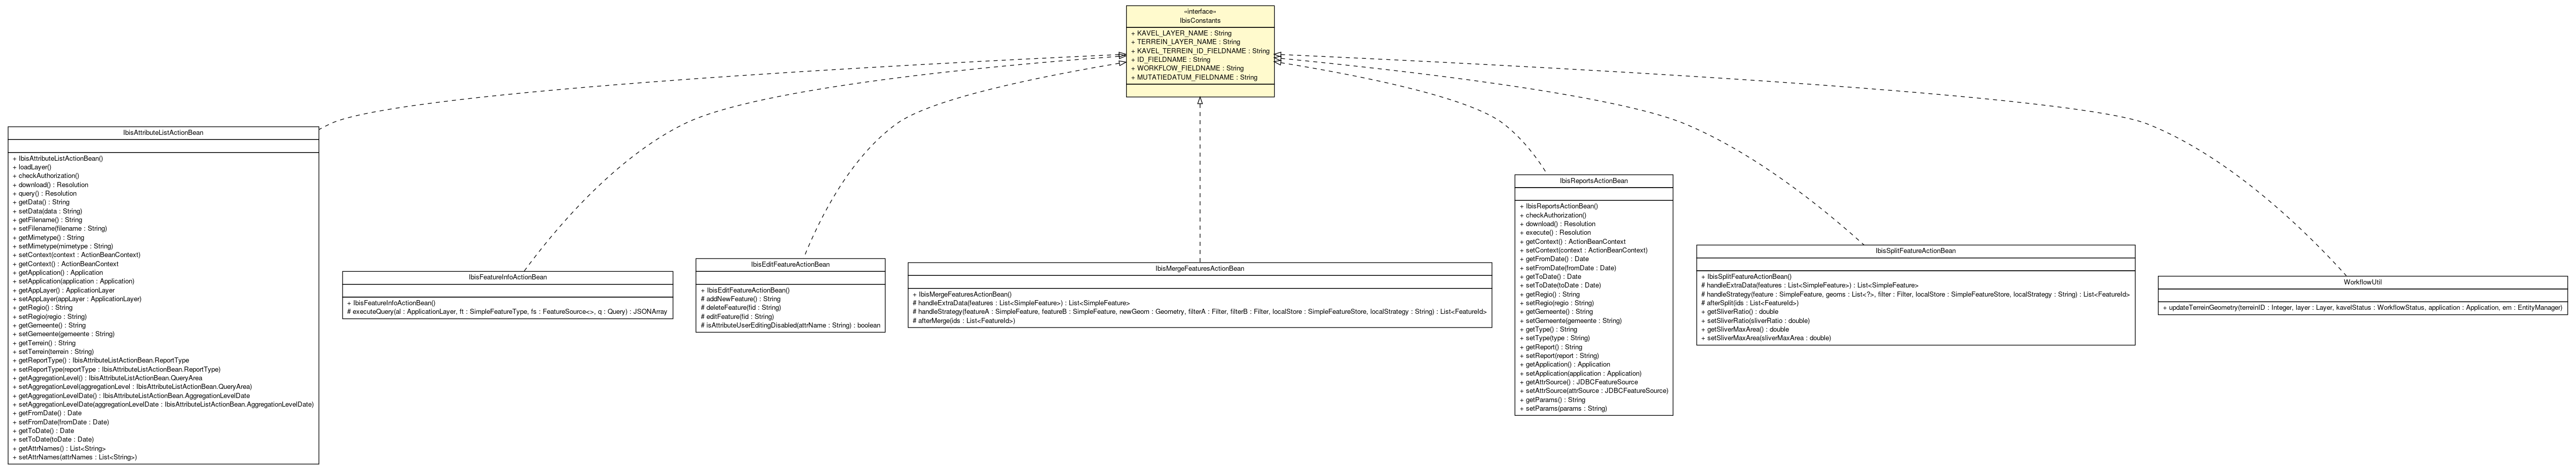 «interface»
IbisConstants
+ KAVEL_LAYER_NAME : String
+ TERREIN_LAYER_NAME : String
+ KAVEL_TERREIN_ID_FIELDNAME : String
+ ID_FIELDNAME : String
+ WORKFLOW_FIELDNAME : String
+ MUTATIEDATUM_FIELDNAME : String
IbisAttributeListActionBean
+ IbisAttributeListActionBean()
+ loadLayer()
+ checkAuthorization()
+ download() : Resolution
+ query() : Resolution
+ getData() : String
+ setData(data : String)
+ getFilename() : String
+ setFilename(filename : String)
+ getMimetype() : String
+ setMimetype(mimetype : String)
+ setContext(context : ActionBeanContext)
+ getContext() : ActionBeanContext
+ getApplication() : Application
+ setApplication(application : Application)
+ getAppLayer() : ApplicationLayer
+ setAppLayer(appLayer : ApplicationLayer)
+ getRegio() : String
+ setRegio(regio : String)
+ getGemeente() : String
+ setGemeente(gemeente : String)
+ getTerrein() : String
+ setTerrein(terrein : String)
+ getReportType() : IbisAttributeListActionBean.ReportType
+ setReportType(reportType : IbisAttributeListActionBean.ReportType)
+ getAggregationLevel() : IbisAttributeListActionBean.QueryArea
+ setAggregationLevel(aggregationLevel : IbisAttributeListActionBean.QueryArea)
+ getAggregationLevelDate() : IbisAttributeListActionBean.AggregationLevelDate
+ setAggregationLevelDate(aggregationLevelDate : IbisAttributeListActionBean.AggregationLevelDate)
+ getFromDate() : Date
+ setFromDate(fromDate : Date)
+ getToDate() : Date
+ setToDate(toDate : Date)
+ getAttrNames() : List<String>
+ setAttrNames(attrNames : List<String>)
IbisFeatureInfoActionBean
+ IbisFeatureInfoActionBean()
# executeQuery(al : ApplicationLayer, ft : SimpleFeatureType, fs : FeatureSource<>, q : Query) : JSONArray
IbisEditFeatureActionBean
+ IbisEditFeatureActionBean()
# addNewFeature() : String
# deleteFeature(fid : String)
# editFeature(fid : String)
# isAttributeUserEditingDisabled(attrName : String) : boolean
IbisMergeFeaturesActionBean
+ IbisMergeFeaturesActionBean()
# handleExtraData(features : List<SimpleFeature>) : List<SimpleFeature>
# handleStrategy(featureA : SimpleFeature, featureB : SimpleFeature, newGeom : Geometry, filterA : Filter, filterB : Filter, localStore : SimpleFeatureStore, localStrategy : String) : List<FeatureId>
# afterMerge(ids : List<FeatureId>)
IbisReportsActionBean
+ IbisReportsActionBean()
+ checkAuthorization()
+ download() : Resolution
+ execute() : Resolution
+ getContext() : ActionBeanContext
+ setContext(context : ActionBeanContext)
+ getFromDate() : Date
+ setFromDate(fromDate : Date)
+ getToDate() : Date
+ setToDate(toDate : Date)
+ getRegio() : String
+ setRegio(regio : String)
+ getGemeente() : String
+ setGemeente(gemeente : String)
+ getType() : String
+ setType(type : String)
+ getReport() : String
+ setReport(report : String)
+ getApplication() : Application
+ setApplication(application : Application)
+ getAttrSource() : JDBCFeatureSource
+ setAttrSource(attrSource : JDBCFeatureSource)
+ getParams() : String
+ setParams(params : String)
IbisSplitFeatureActionBean
+ IbisSplitFeatureActionBean()
# handleExtraData(features : List<SimpleFeature>) : List<SimpleFeature>
# handleStrategy(feature : SimpleFeature, geoms : List<?>, filter : Filter, localStore : SimpleFeatureStore, localStrategy : String) : List<FeatureId>
# afterSplit(ids : List<FeatureId>)
+ getSliverRatio() : double
+ setSliverRatio(sliverRatio : double)
+ getSliverMaxArea() : double
+ setSliverMaxArea(sliverMaxArea : double)
WorkflowUtil
+ updateTerreinGeometry(terreinID : Integer, layer : Layer, kavelStatus : WorkflowStatus, application : Application, em : EntityManager)